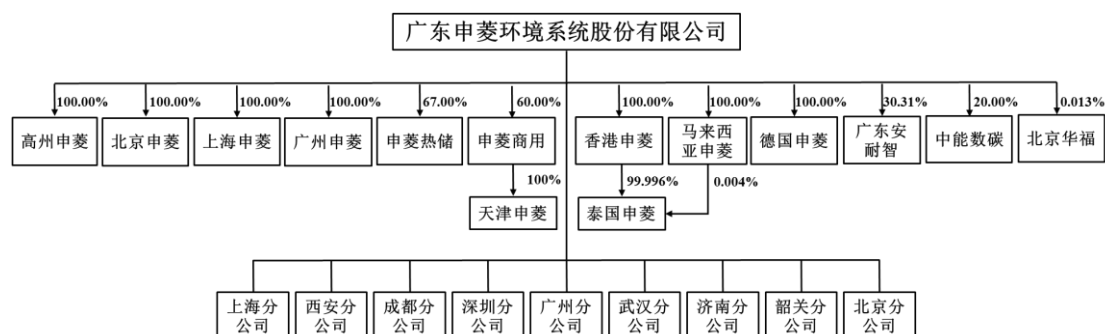 广东申菱环境系统股份有限公司
100.00%
100.00%
100.00%
100.00%
67.00%
60.00%
100.00%
100.00%
100.00%
30.31%
20.00%
0.013%
高州申菱
北京申菱
上海申菱
广州申菱
申菱热储
申菱商用
香港申菱
马来西
亚申菱
德国申菱
广东安
耐智
中能数碳
北京华福
100%
99.996%
0.004%
天津申菱
泰国申菱
上海分
公司
西安分
公司
成都分
公司
深圳分
公司
广州分
公司
武汉分
公司
济南分
公司
韶关分
公司
北京分
公司